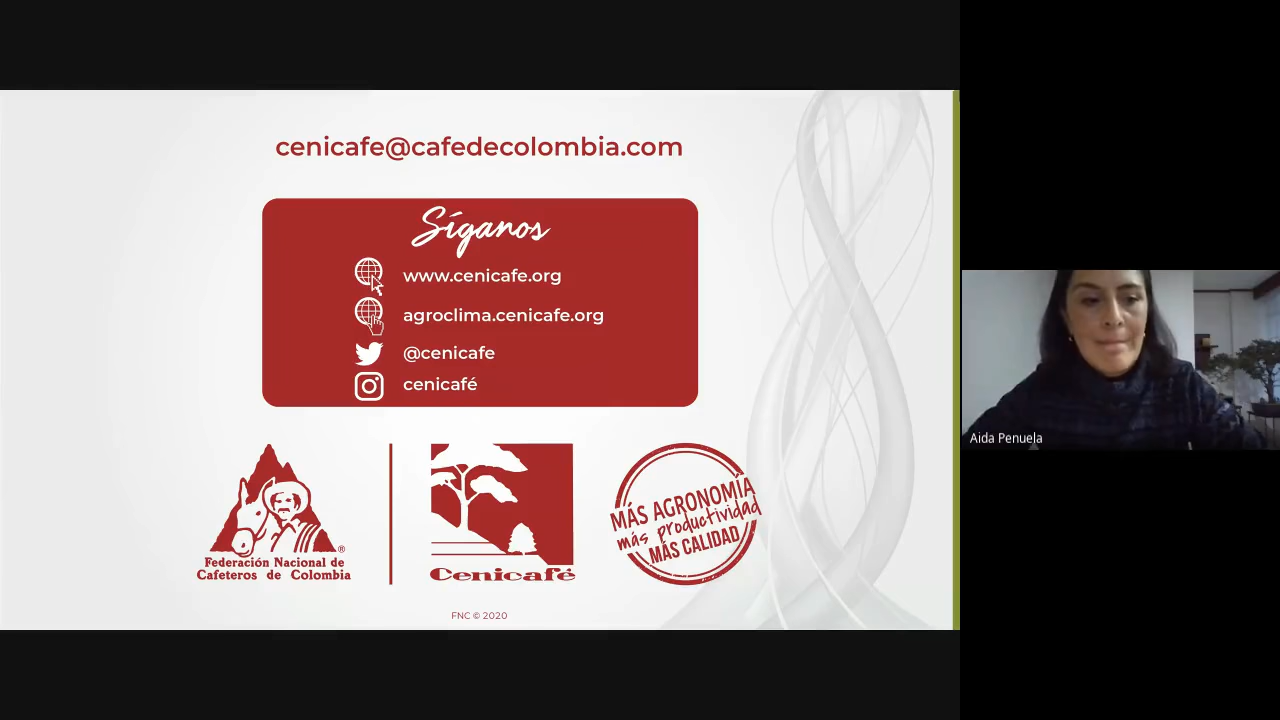 cenicafe@cafedecolombia.com
Síganos
www.cenicafe.org
agroclima.cenicafe.org
@cenicafe
cenicafé
Federación Nacional de
Cafeteros de Colombia
®
Cenicafé
MÁS AGRONOMÍA
más productividad
MÁS CALIDAD
FNC © 2020
Aida Penuela